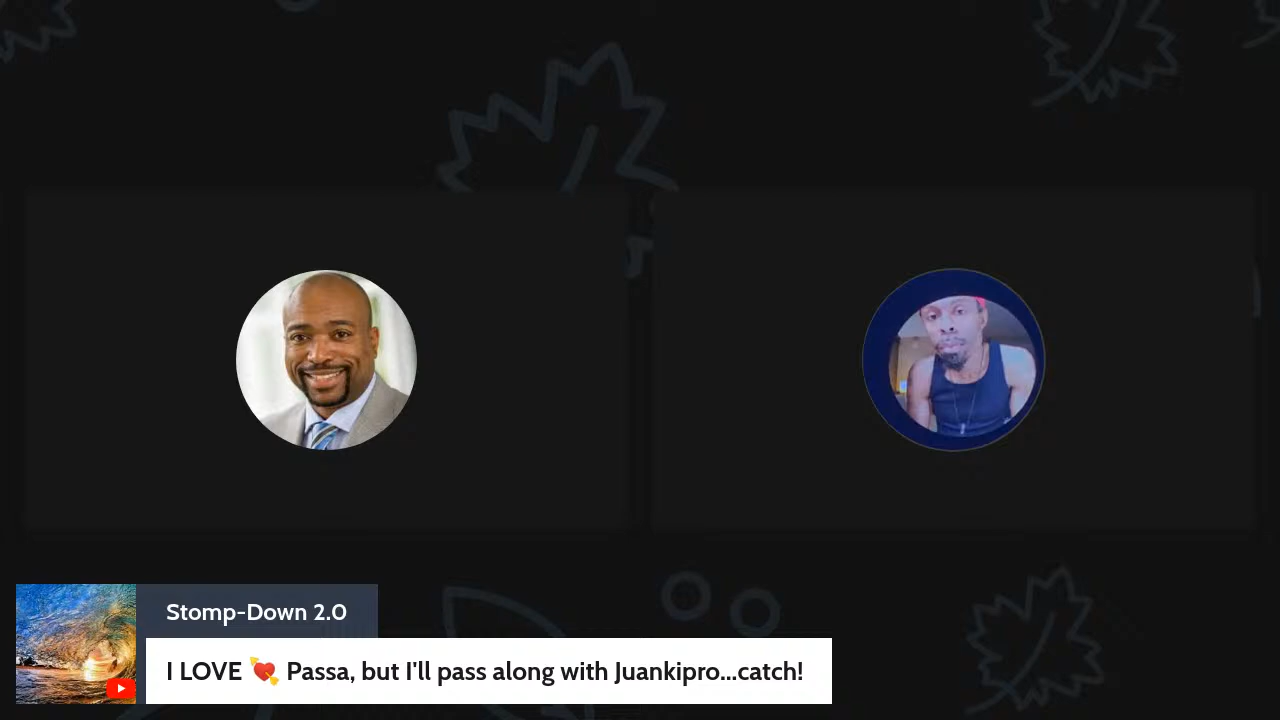 Stomp-Down 2.0
I LOVE 💘 Passa, but I'll pass along with Juankipro...catch!